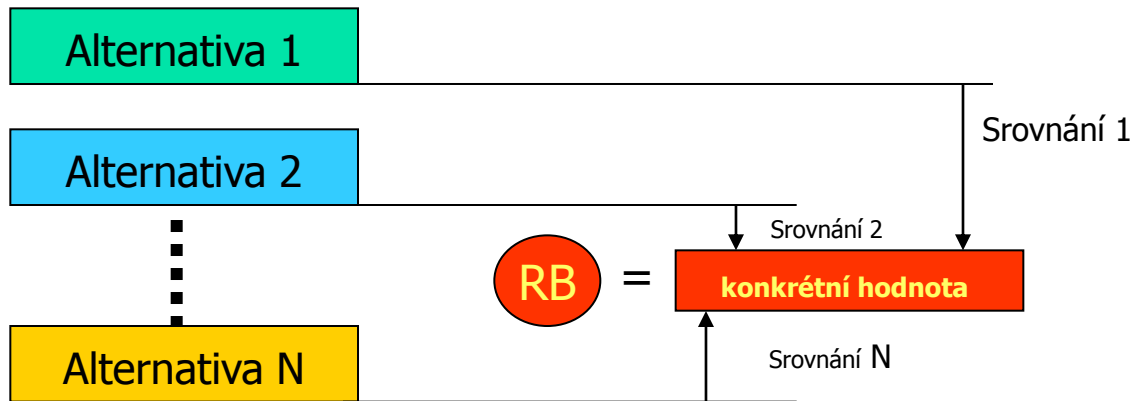 Alternativa 1
Srovnání 1
Alternativa 2
Srovnání 2
RB = konkrétní hodnota
Srovnání N
Alternativa N